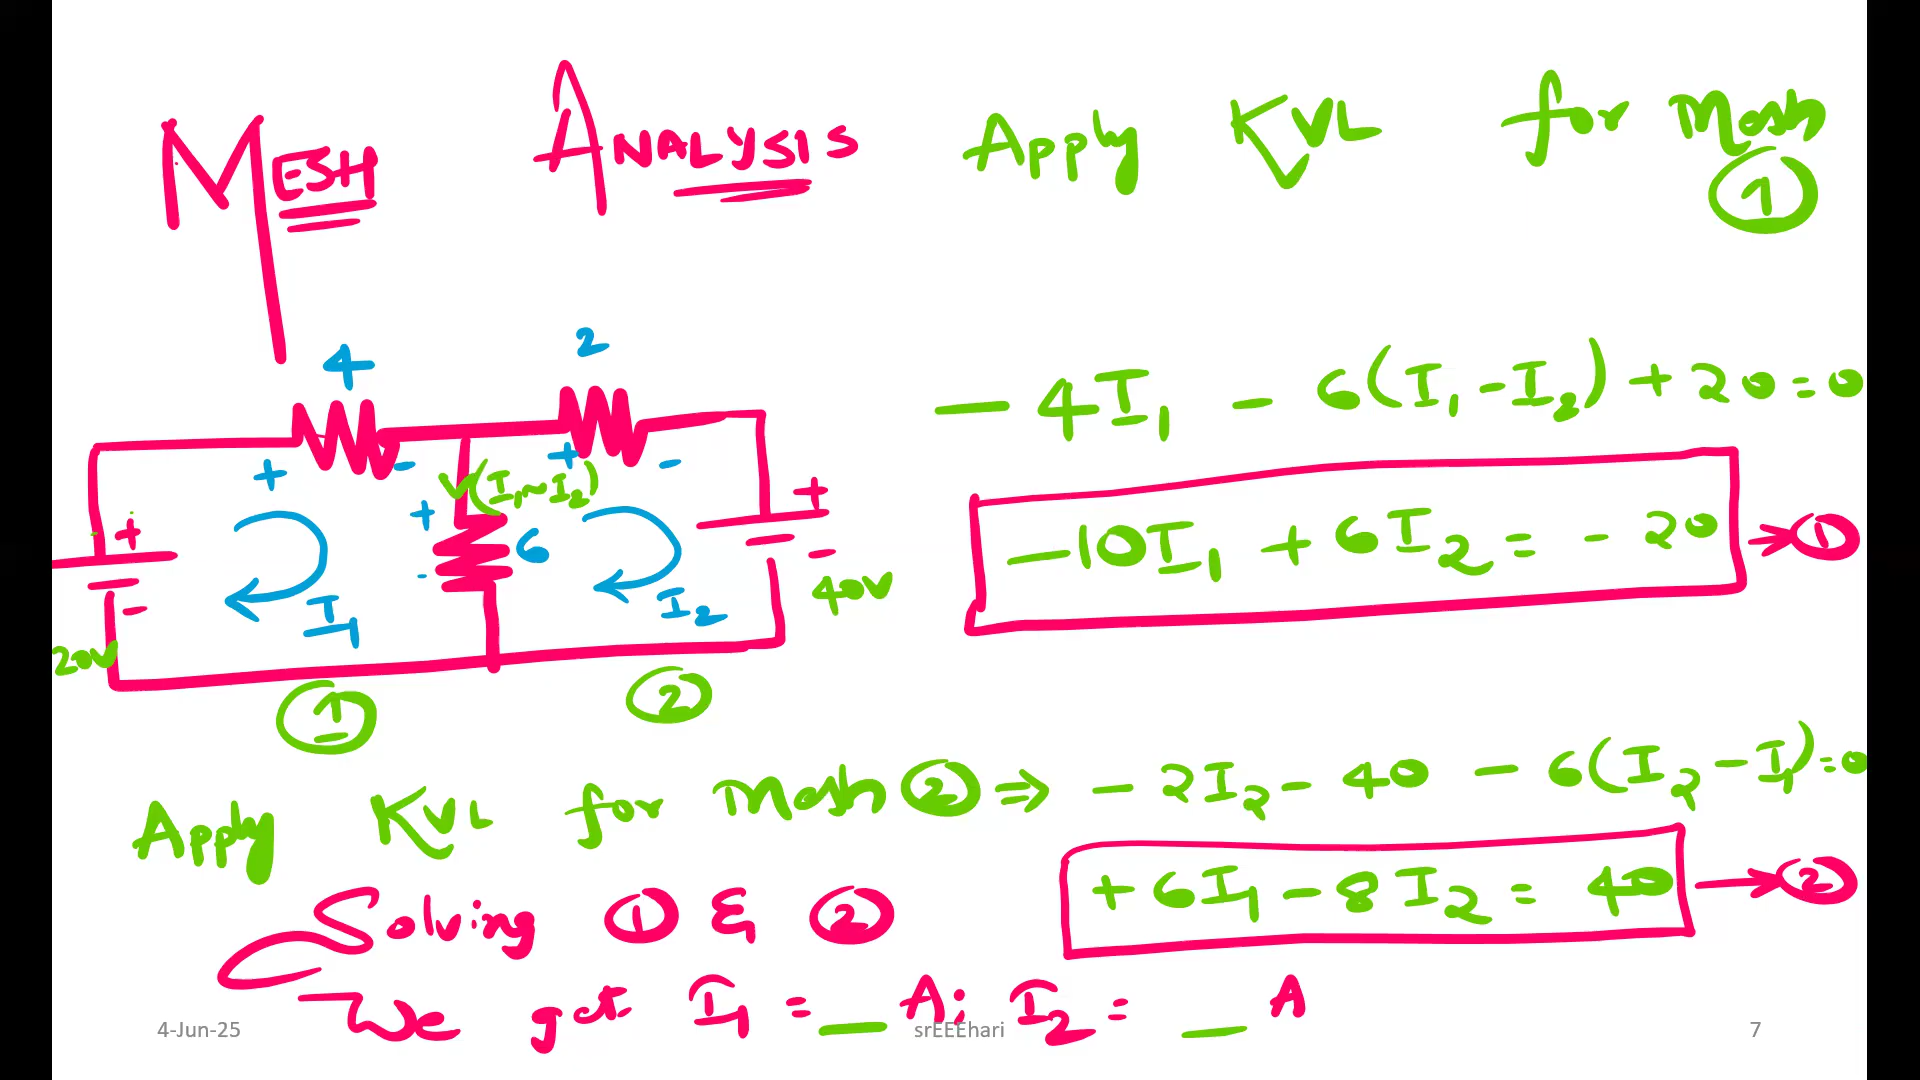 MESH ANALYSIS
Apply KVL for Mesh ①
4
2
- 4I₁ - 6(I₁ - I₂) + 20 = 0
+ - + -
V(I₁~I₂)
+ +
+ 6
- 10I₁ + 6I₂ = - 20 → ①
- - -
I₁ I₂
40V
20V
① ②
Apply KVL for Mesh ② ⇒ - 2I₂ - 40 - 6(I₂ - I₁) = 0
+ 6I₁ - 8I₂ = 40 → ②
Solving ① & ②
We get I₁ = _ A; I₂ = _ A
4-Jun-25 srEEEhari 7